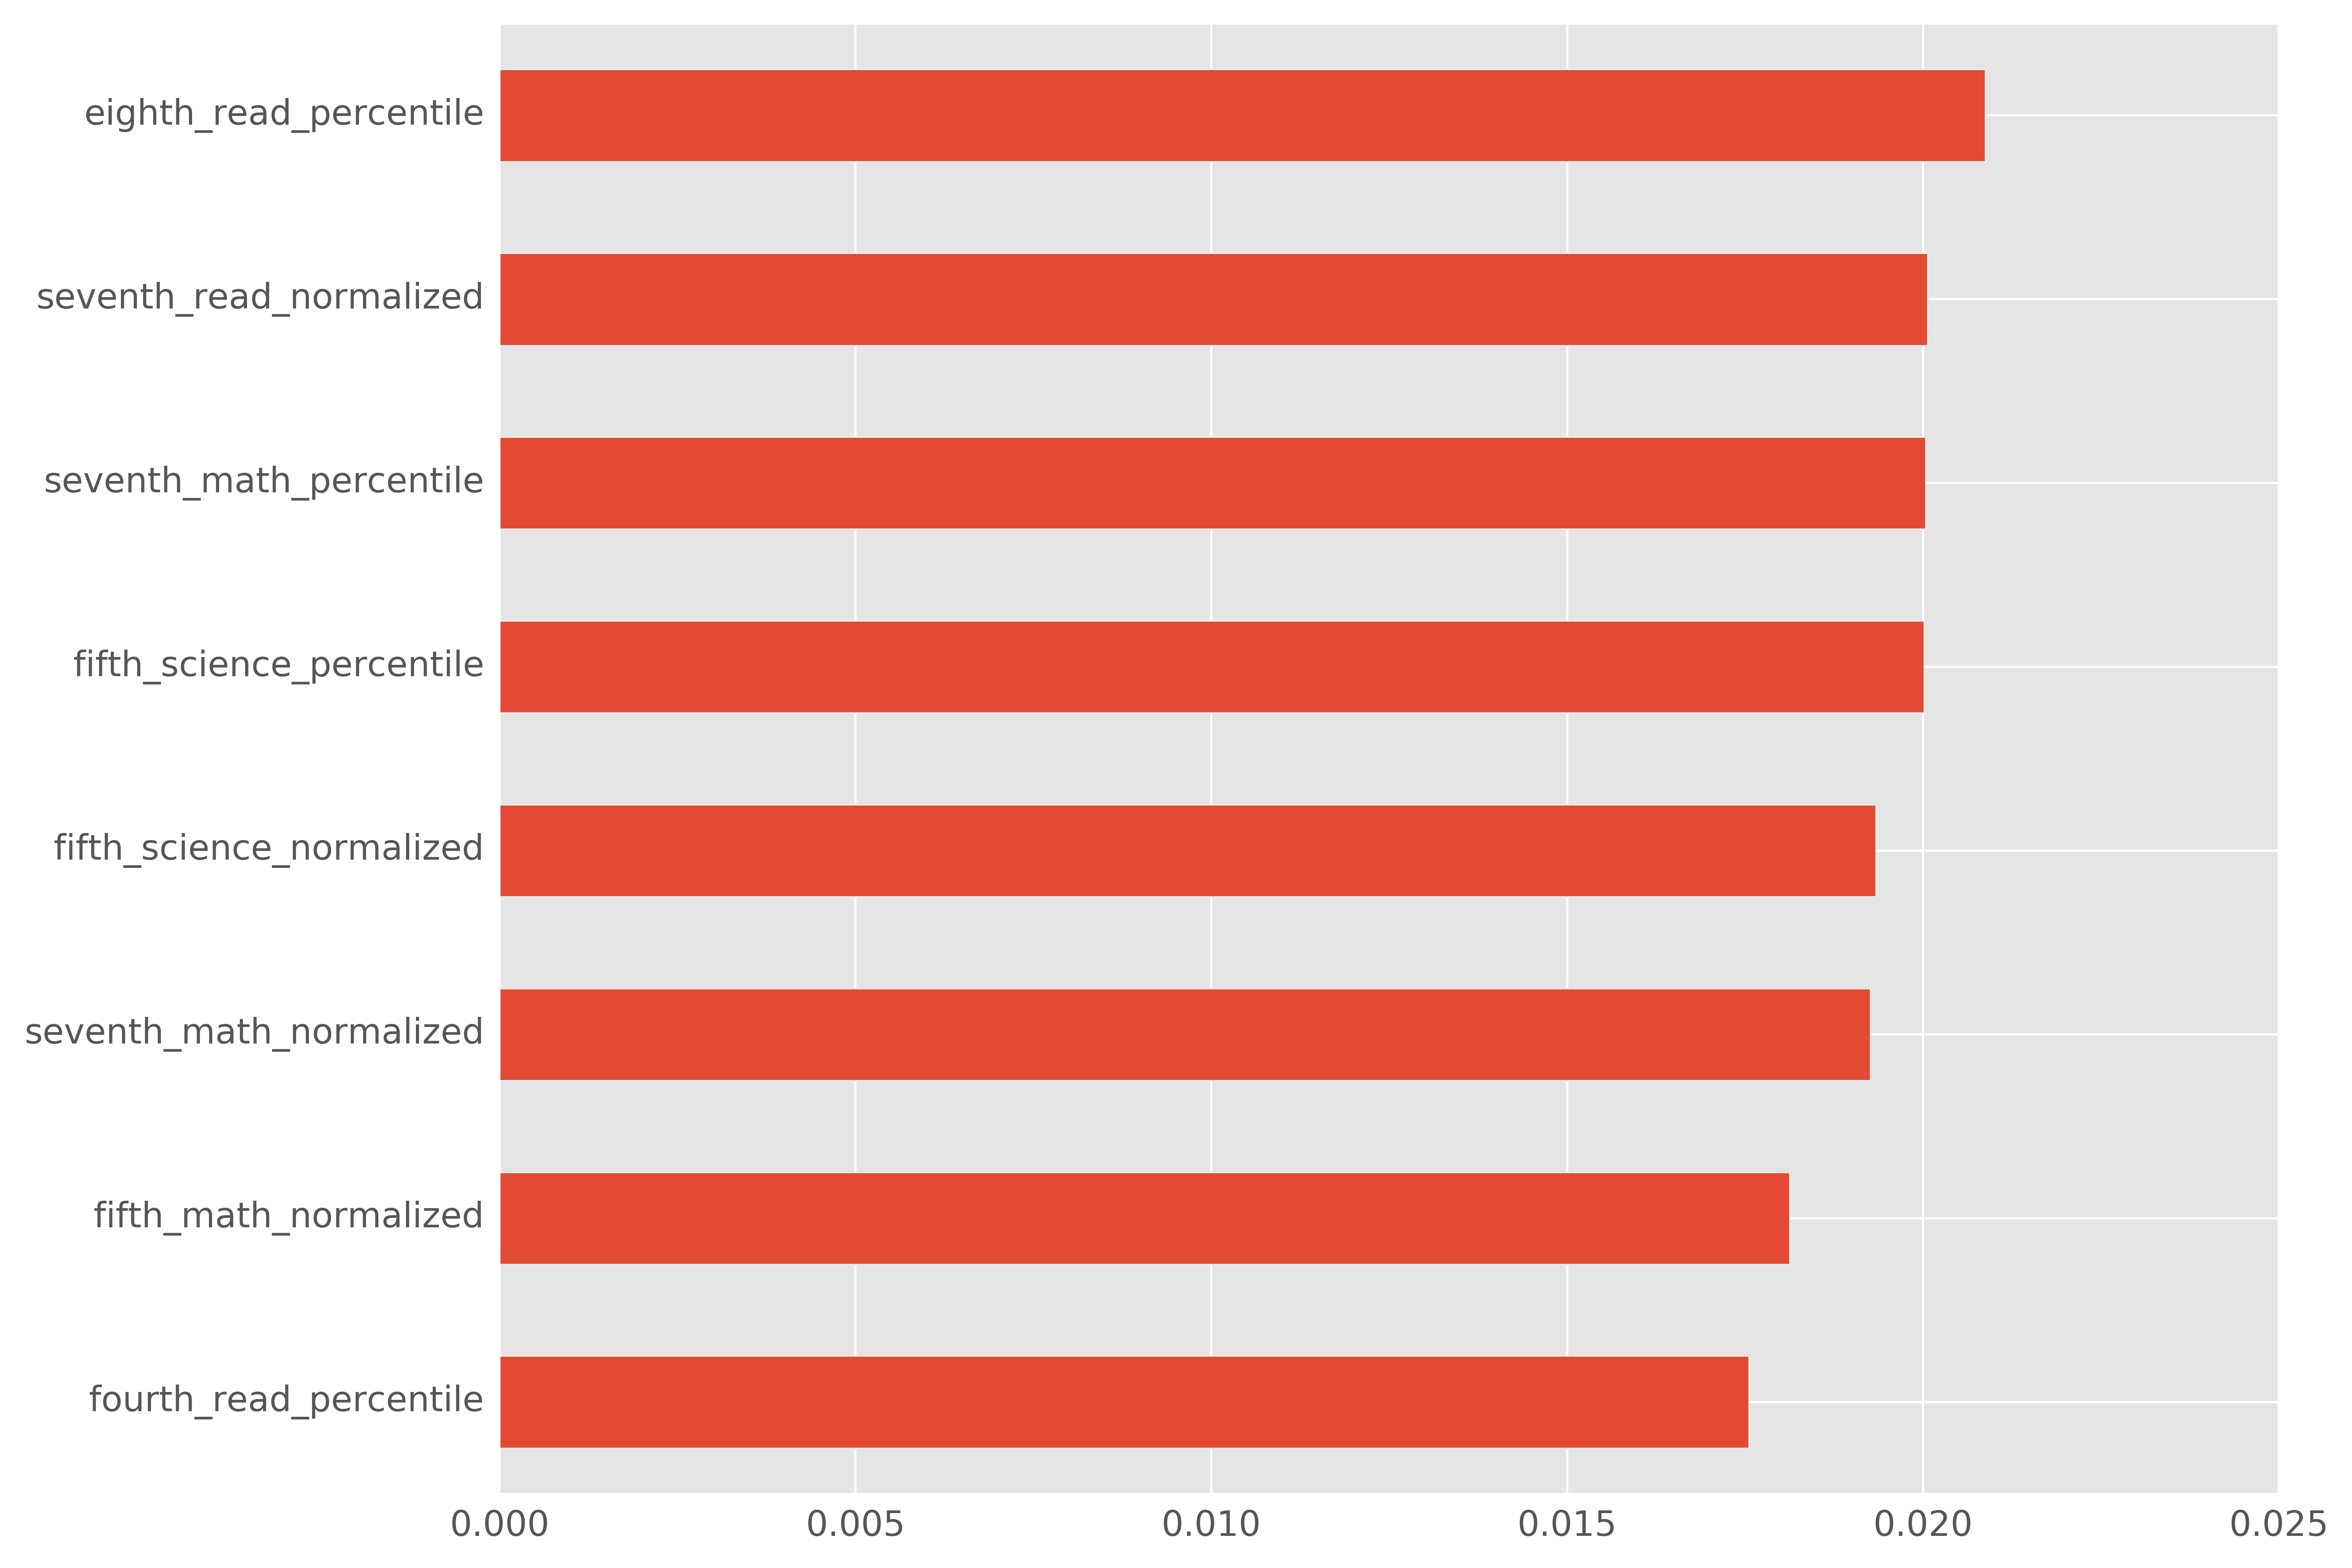 eighth_read_percentile
seventh_read_normalized
seventh_math_percentile
fifth_science_percentile
fifth_science_normalized
seventh_math_normalized
fifth_math_normalized
fourth_read_percentile
0.000 0.005 0.010 0.015 0.020 0.025